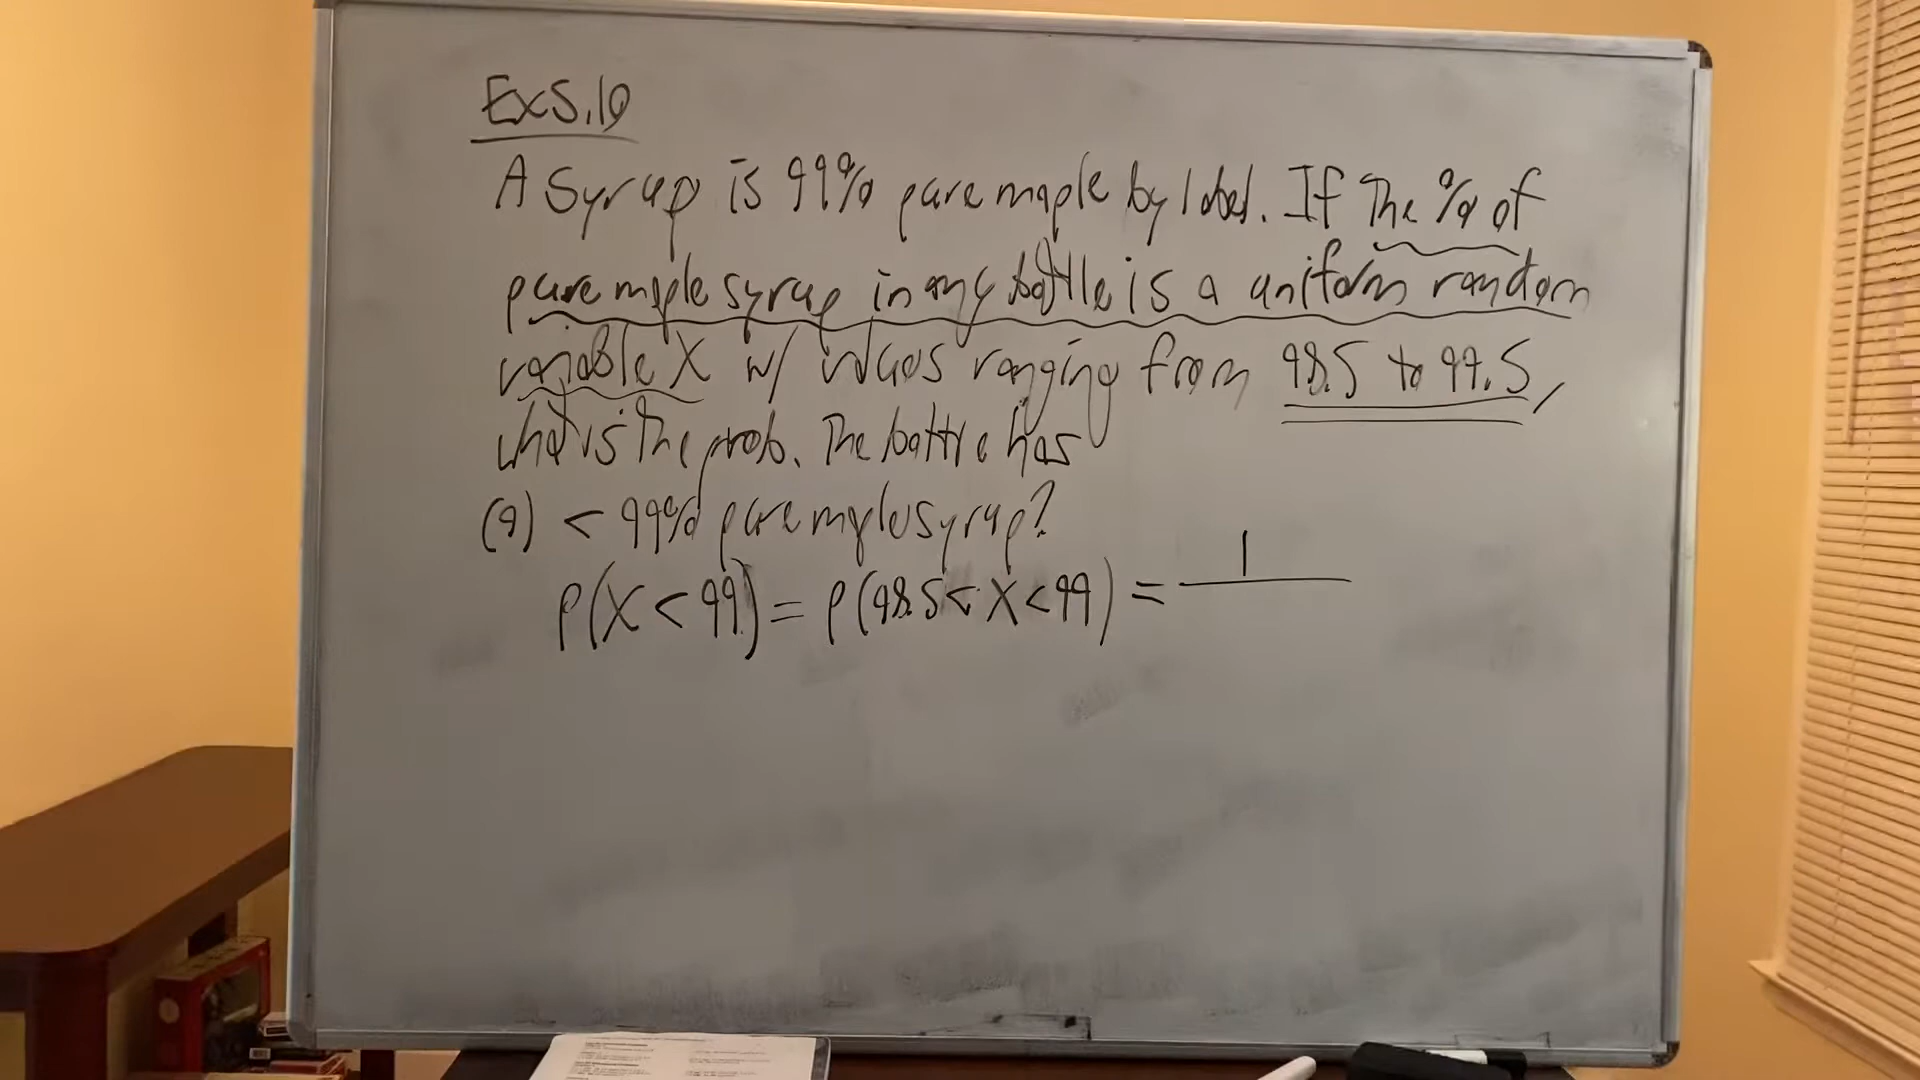 Ex 5.10
A syrup is 99% pure maple by label. If the % of
pure maple syrup in any bottle is a uniform random
variable X w/ values ranging from 98.5 to 99.5,
what is the prob. the bottle has
(a) < 99% pure maple syrup?
P(X < 99) = P(98.5 < X < 99) = 1